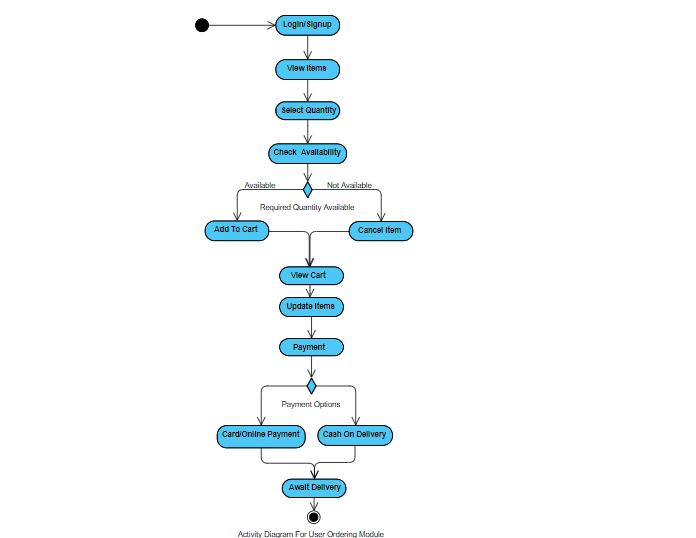 Login/Signup
View Items
Select Quantity
Check Availability
Available
Not Available
Required Quantity Available
Add To Cart
Cancel Item
View Cart
Update Items
Payment
Payment Options
Card/Online Payment
Cash On Delivery
Await Delivery
Activity Diagram For User Ordering Module